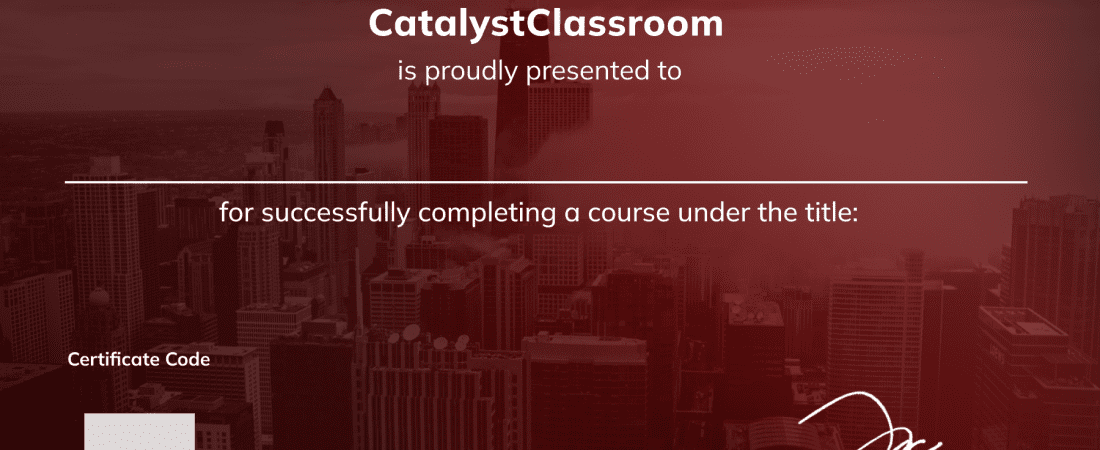 CatalystClassroom
is proudly presented to
for successfully completing a course under the title:
Certificate Code